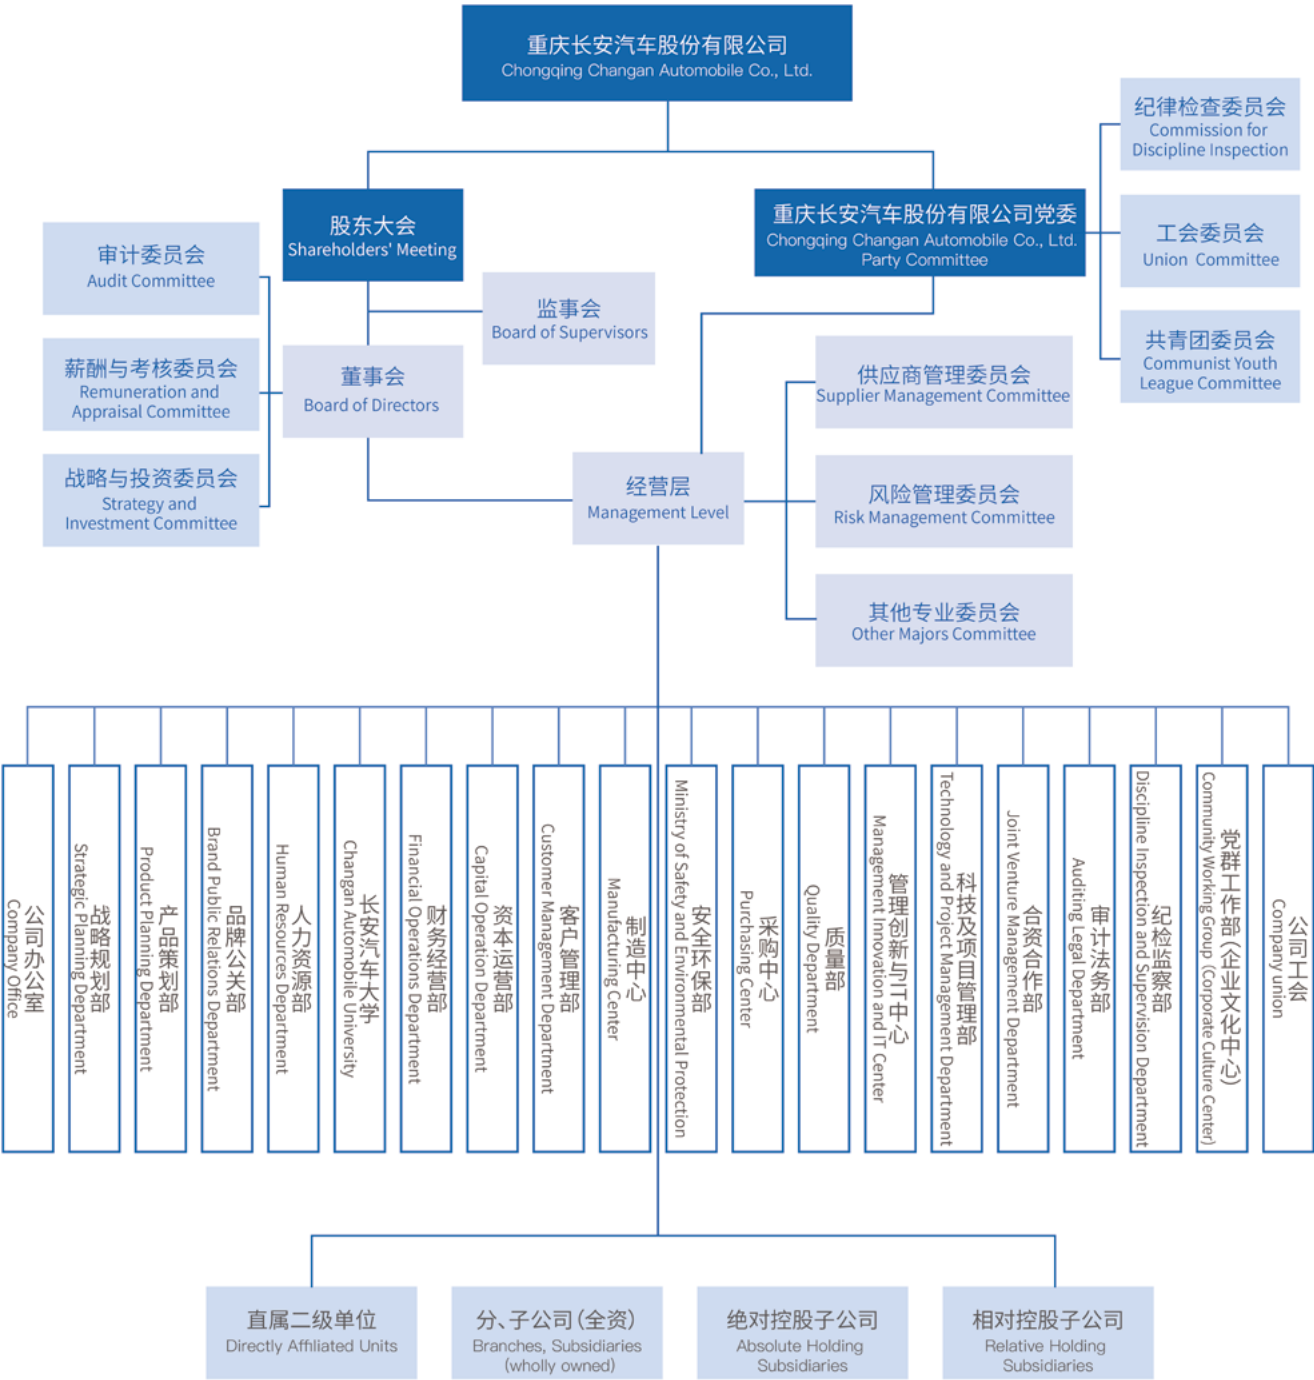 重庆长安汽车股份有限公司
Chongqing Changan Automobile Co., Ltd.
纪律检查委员会
Commission for
Discipline Inspection
股东大会
Shareholders' Meeting
重庆长安汽车股份有限公司党委
Chongqing Changan Automobile Co., Ltd.
Party Committee
工会委员会
Union Committee
审计委员会
Audit Committee
监事会
Board of Supervisors
共青团委员会
Communist Youth
League Committee
薪酬与考核委员会
Remuneration and
Appraisal Committee
董事会
Board of Directors
供应商管理委员会
Supplier Management Committee
战略与投资委员会
Strategy and
Investment Committee
经营层
Management Level
风险管理委员会
Risk Management Committee
其他专业委员会
Other Majors Committee
公司办公室
Company Office
战略规划部
Strategic Planning Department
产品策划部
Product Planning Department
品牌公关部
Brand Public Relations Department
人力资源部
Human Resources Department
长安汽车大学
Changan Automobile University
财务经营部
Financial Operations Department
资本运营部
Capital Operation Department
客户管理部
Customer Management Department
制造中心
Manufacturing Center
安全环保部
Ministry of Safety and Environmental Protection
采购中心
Purchasing Center
质量部
Quality Department
管理创新与IT中心
Management Innovation and IT Center
科技及项目管理部
Technology and Project Management Department
合资合作部
Joint Venture Management Department
审计法务部
Auditing Legal Department
纪检监察部
Discipline Inspection and Supervision Department
党群工作部(企业文化中心)
Community Working Group (Corporate Culture Center)
公司工会
Company union
直属二级单位
Directly Affiliated Units
分、子公司(全资)
Branches, Subsidiaries
(wholly owned)
绝对控股子公司
Absolute Holding
Subsidiaries
相对控股子公司
Relative Holding
Subsidiaries